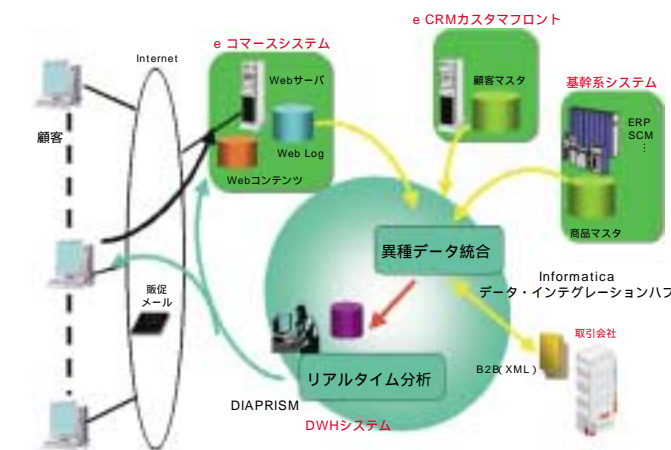 e CRMカスタマフロント
e コマースシステム
Internet
Webサーバ
顧客マスタ
基幹系システム
ERP
SCM
⋮
顧客
Web Log
Webコンテンツ
商品マスタ
異種データ統合
Informatica
データ・インテグレーションハブ
販促
メール
取引会社
B2B(XML)
リアルタイム分析
DIAPRISM
DWHシステム